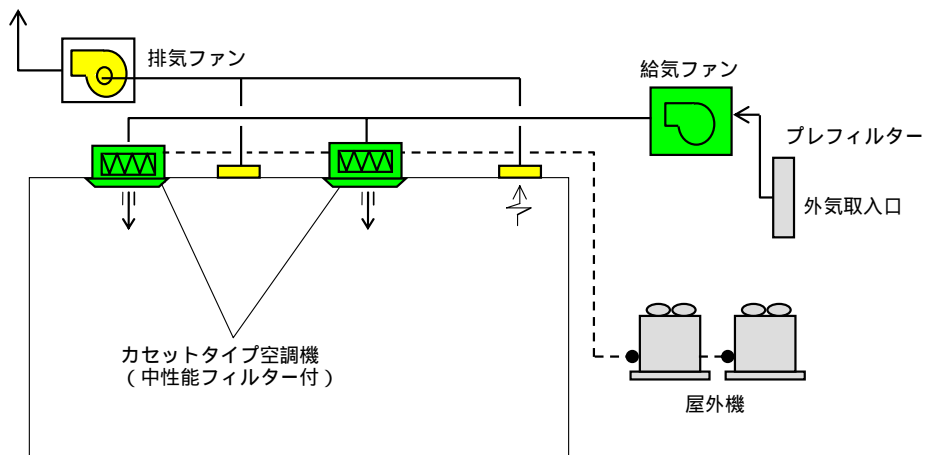 排気ファン
給気ファン
プレフィルター
外気取入口
カセットタイプ空調機
（中性能フィルター付）
屋外機